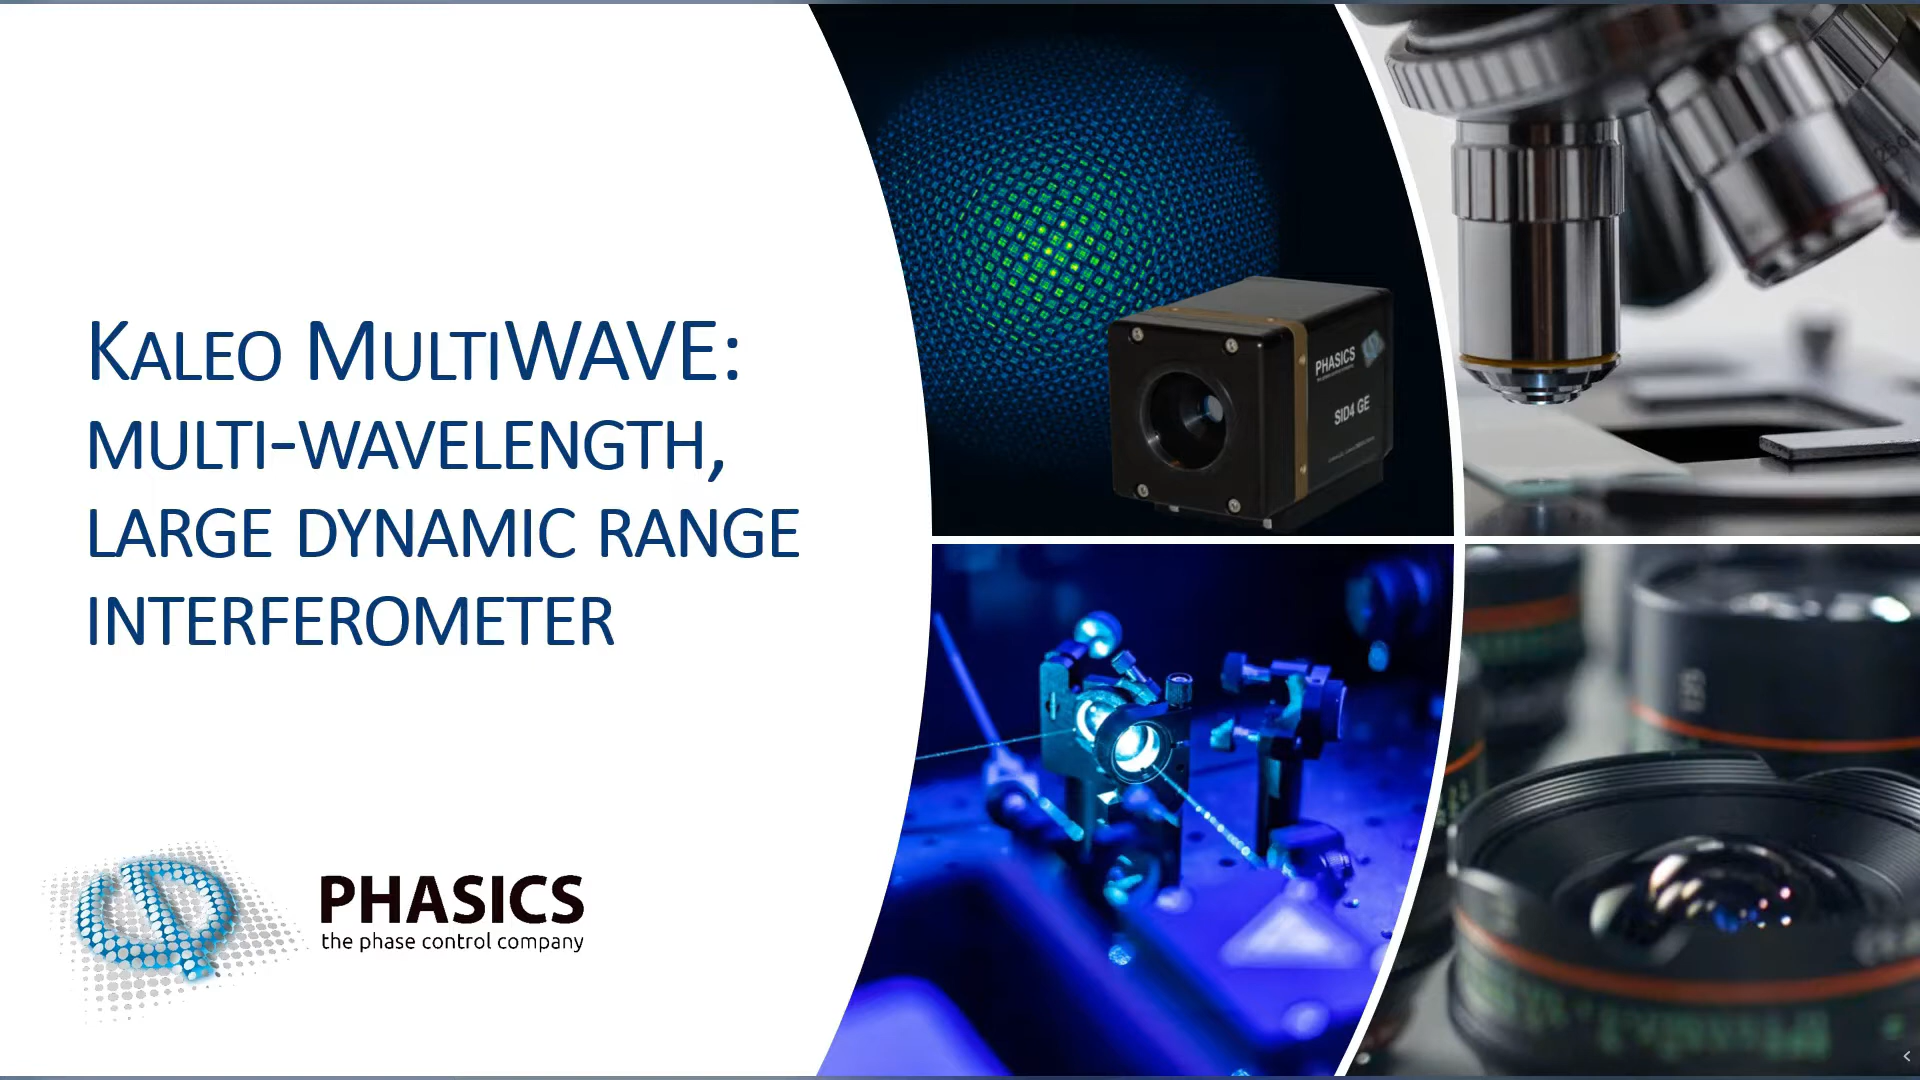 KALEO MULTIWAVE:
MULTI-WAVELENGTH,
LARGE DYNAMIC RANGE
INTERFEROMETER
PHASICS
the phase control company
PHASICS
SID4 GE